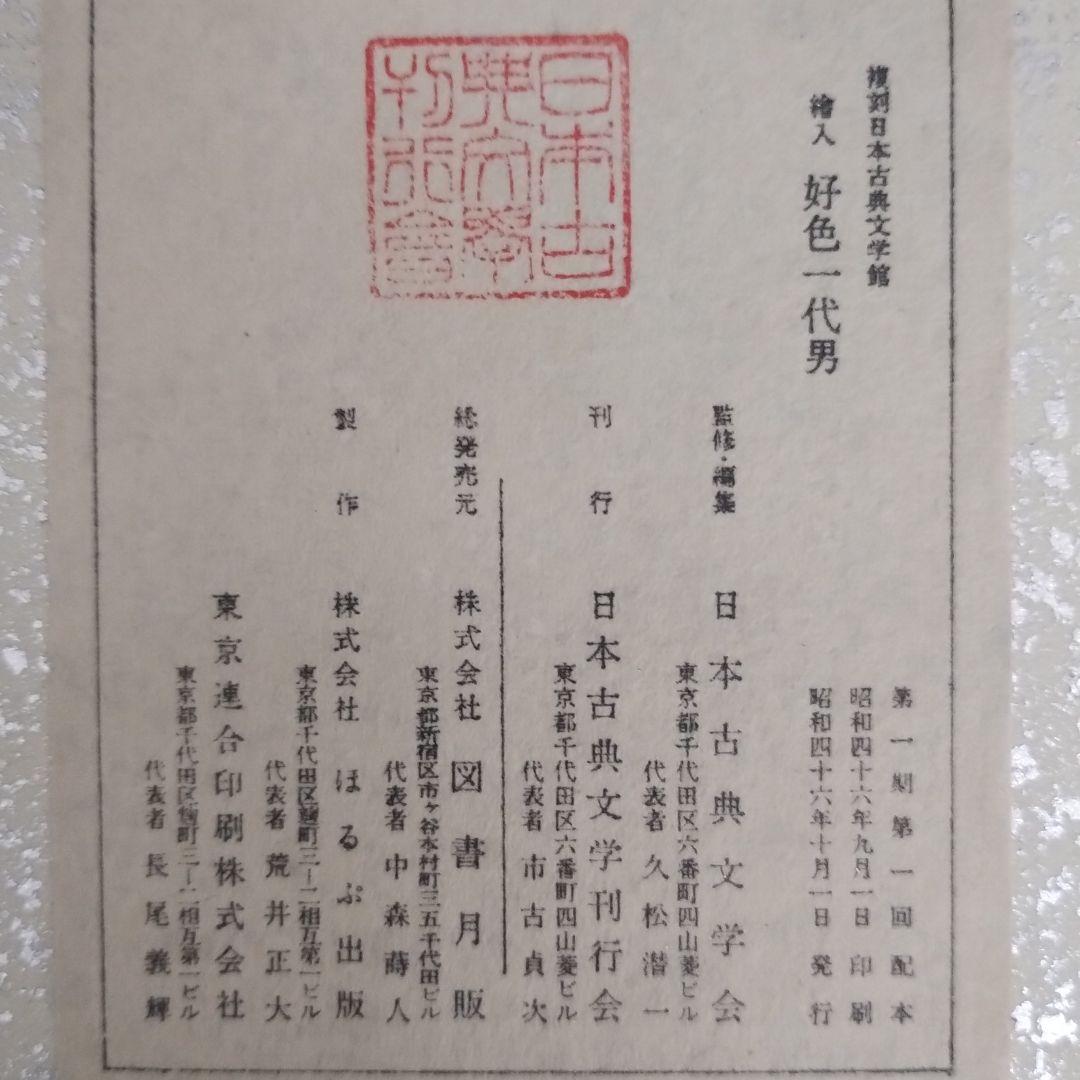 複刻日本古典文学館
繪入 好色一代男
第一期第一回配本
昭和四十六年九月一日印刷
昭和四十六年十月一日発行
監修・編集 日本古典文学会
東京都千代田区六番町四山菱ビル
代表者 久松潜一
刊行 日本古典文学刊行会
東京都千代田区六番町四山菱ビル
代表者 市古貞次
総発売元 株式会社図書月販
東京都新宿区市ヶ谷本村町三五千代田ビル
代表者 中森蒔人
製作 株式会社ほるぷ出版
東京都千代田区麹町三ー二相互第一ビル
代表者 荒井正大
東京連合印刷株式会社
東京都千代田区麹町三ー二相互第一ビル
代表者 長尾義輝
日本古
典文學
刊行會